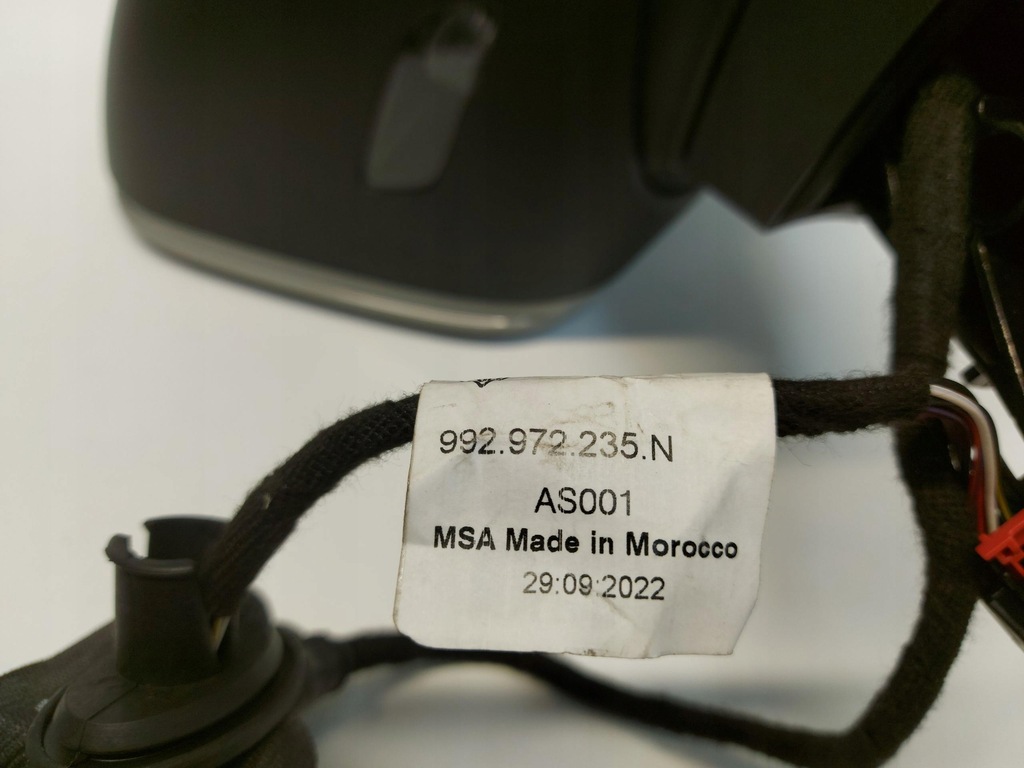 992.972.235.N
AS001
MSA Made in Morocco
29:09:2022